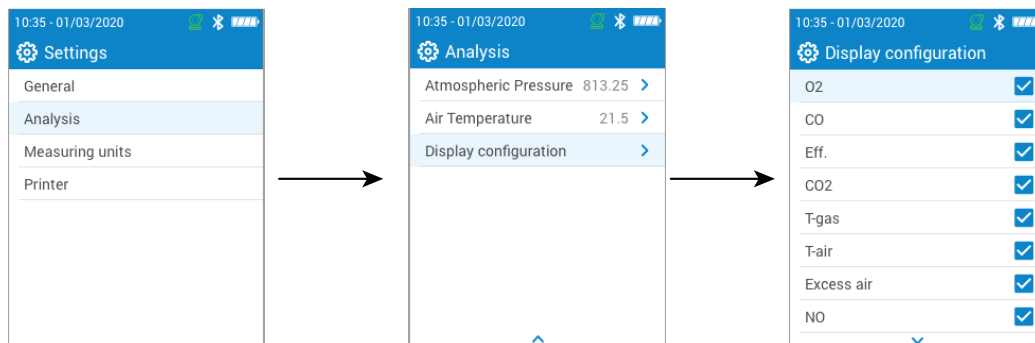 10:35 - 01/03/2020
Settings
General
Analysis
Measuring units
Printer
10:35 - 01/03/2020
Analysis
Atmospheric Pressure 813.25
Air Temperature 21.5
Display configuration
10:35 - 01/03/2020
Display configuration
O2
CO
Eff.
CO2
T-gas
T-air
Excess air
NO